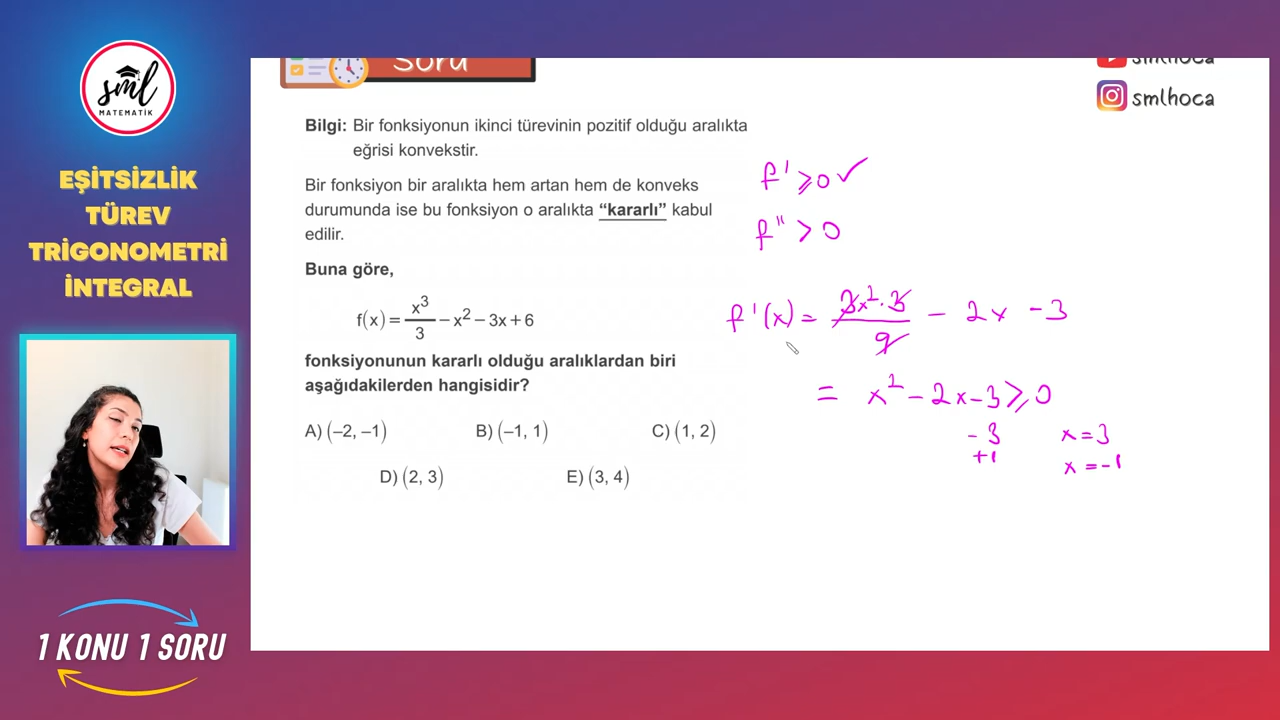 sml
MATEMATİK
EŞİTSİZLİK
TÜREV
TRİGONOMETRİ
İNTEGRAL
1 KONU 1 SORU
Soru
smlhoca
smlhoca
Bilgi: Bir fonksiyonun ikinci türevinin pozitif olduğu aralıkta
eğrisi konvekstir.
Bir fonksiyon bir aralıkta hem artan hem de konveks
durumunda ise bu fonksiyon o aralıkta “kararlı” kabul
edilir.
Buna göre,
f(x) = x³/3 – x² – 3x + 6
fonksiyonunun kararlı olduğu aralıklardan biri
aşağıdakilerden hangisidir?
A) (–2, –1) B) (–1, 1) C) (1, 2)
D) (2, 3) E) (3, 4)
f' ≥ 0 ✓
f'' > 0
f'(x) = 3x²·3/9 – 2x – 3
= x² – 2x – 3 ≥ 0
– 3 x = 3
+1 x = –1